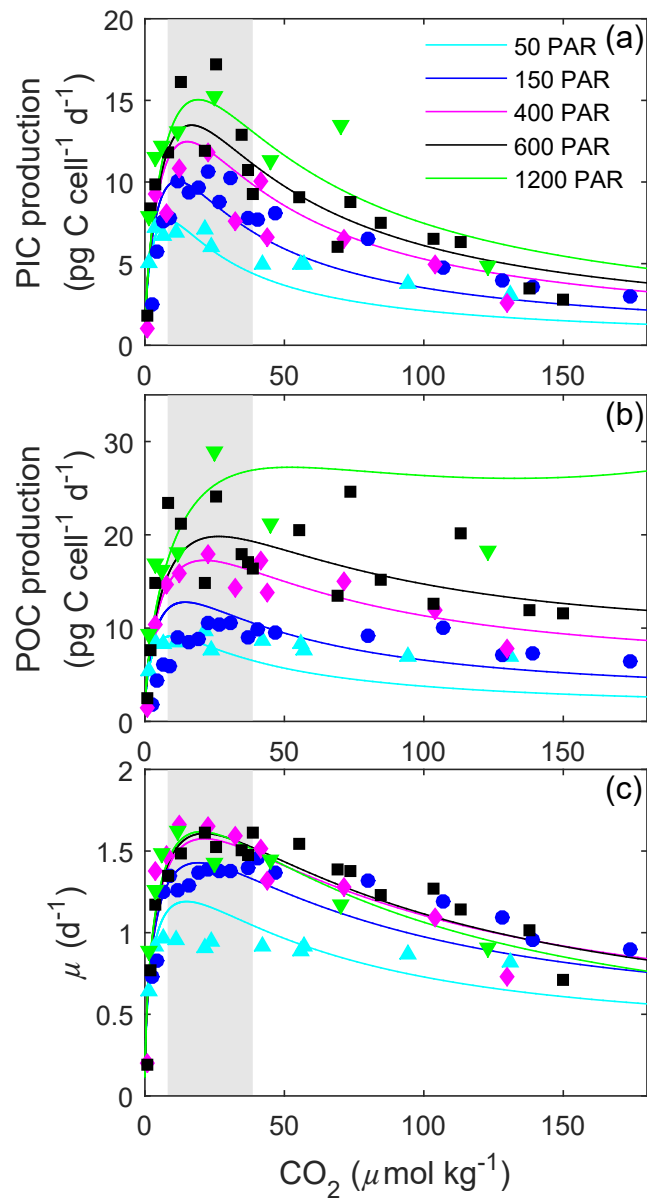 (a)
50 PAR
150 PAR
400 PAR
600 PAR
1200 PAR
PIC production
(pg C cell⁻¹ d⁻¹)
20
15
10
5
0
0 50 100 150
(b)
POC production
(pg C cell⁻¹ d⁻¹)
30
20
10
0
0 50 100 150
(c)
μ (d⁻¹)
2
1.5
1
0.5
0
0 50 100 150
CO₂ (μmol kg⁻¹)